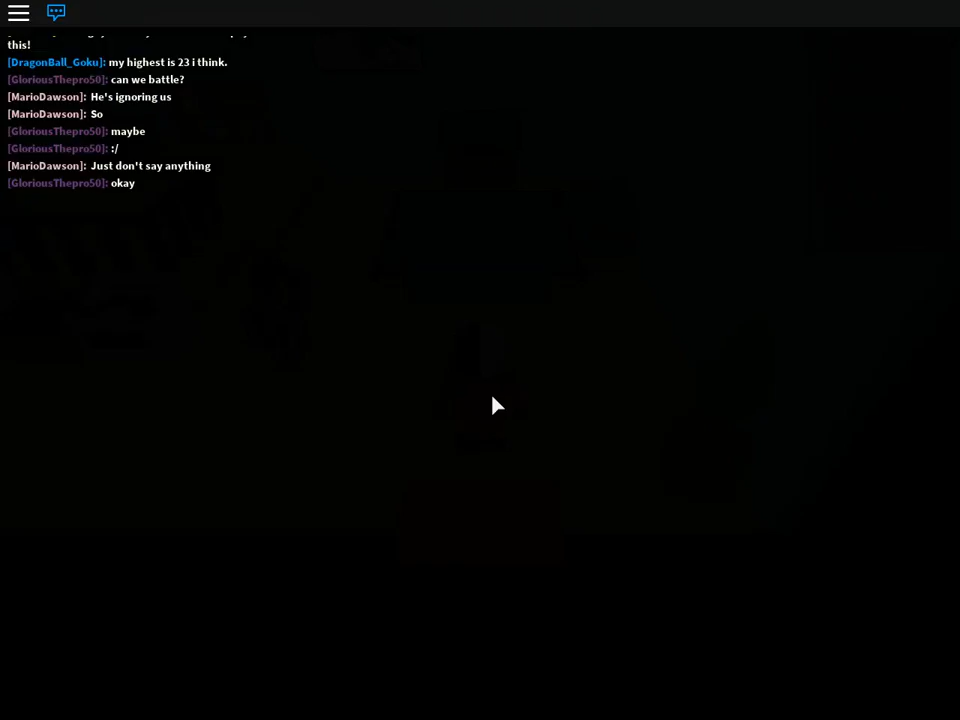 this!
[DragonBall_Goku]: my highest is 23 i think.
[GloriousThepro50]: can we battle?
[MarioDawson]: He's ignoring us
[MarioDawson]: So
[GloriousThepro50]: maybe
[GloriousThepro50]: :/
[MarioDawson]: Just don't say anything
[GloriousThepro50]: okay